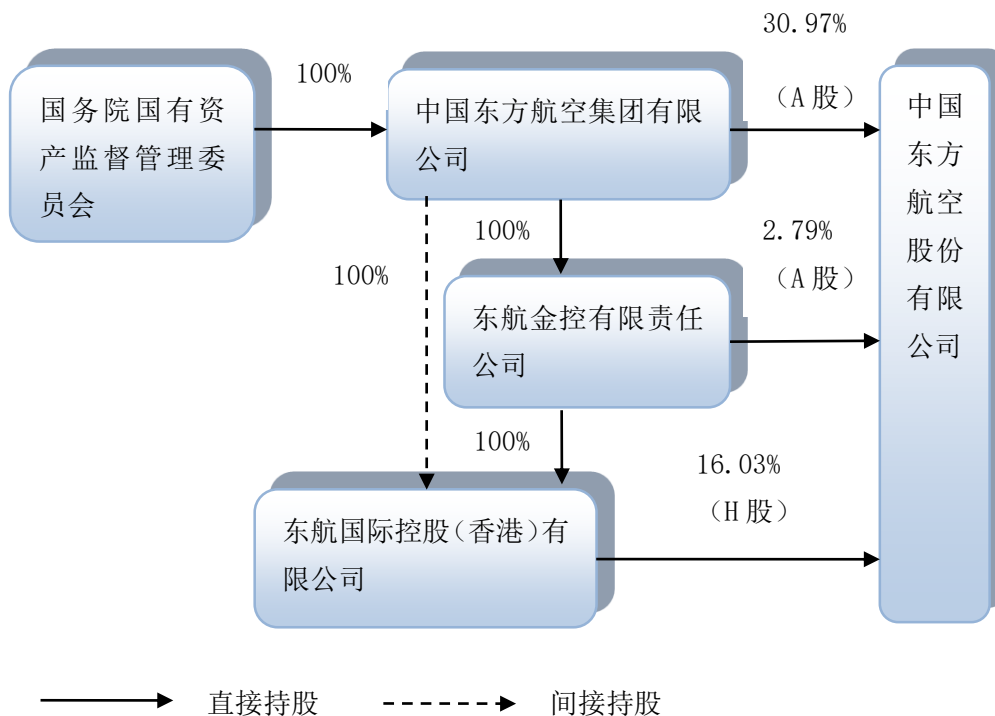 30.97%
100%
（A 股）
国务院国有资
产监督管理委
员会
中国东方航空集团有限
公司
中国
东方
航空
股份
有限
公司
100%
2.79%
（A 股）
100%
东航金控有限责任
公司
100%
16.03%
（H 股）
东航国际控股（香港）有
限公司
直接持股
间接持股